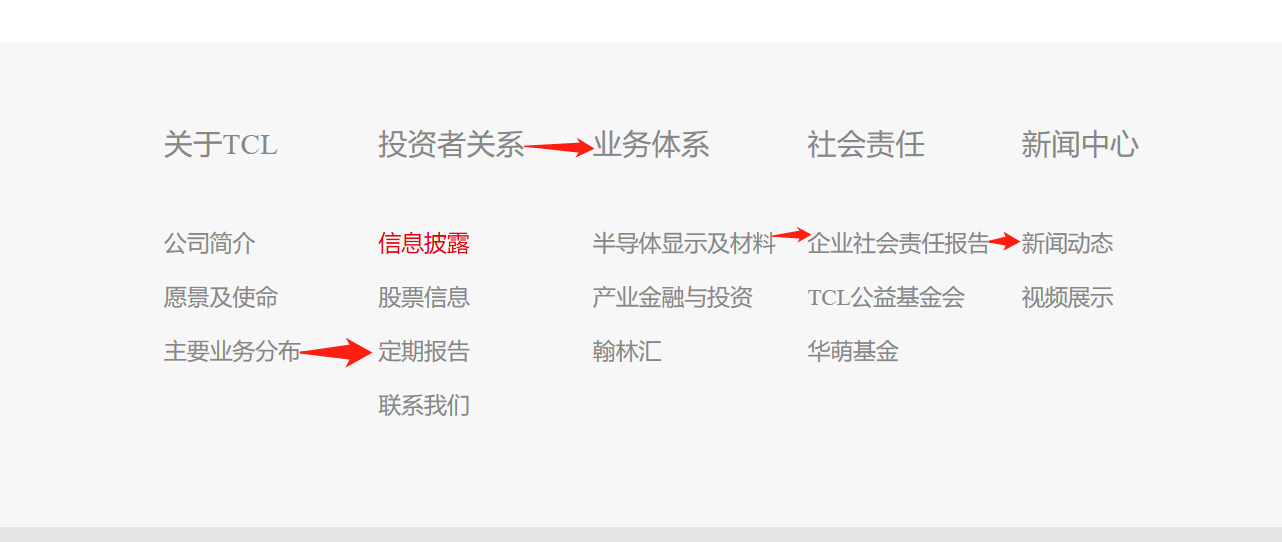 关于TCL 投资者关系 业务体系 社会责任 新闻中心
公司简介 信息披露 半导体显示及材料 企业社会责任报告 新闻动态
愿景及使命 股票信息 产业金融与投资 TCL公益基金会 视频展示
主要业务分布 定期报告 翰林汇 华萌基金
联系我们